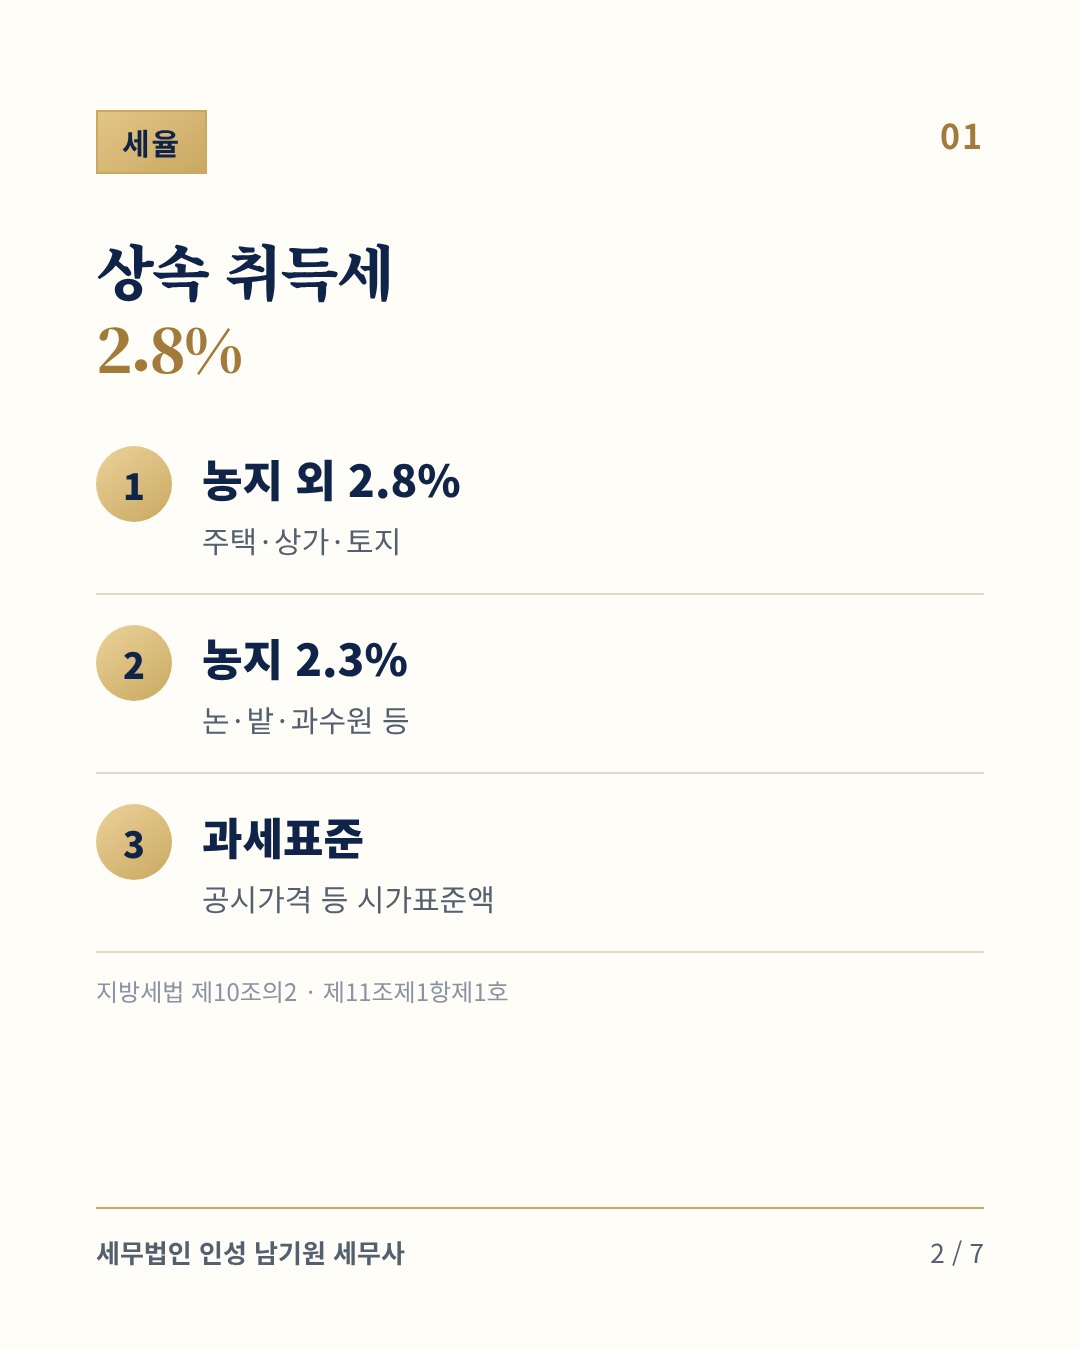 세율
01
상속 취득세
2.8%
1
농지 외 2.8%
주택·상가·토지
2
농지 2.3%
논·밭·과수원 등
3
과세표준
공시가격 등 시가표준액
지방세법 제10조의2 · 제11조제1항제1호
세무법인 인성 남기원 세무사
2 / 7